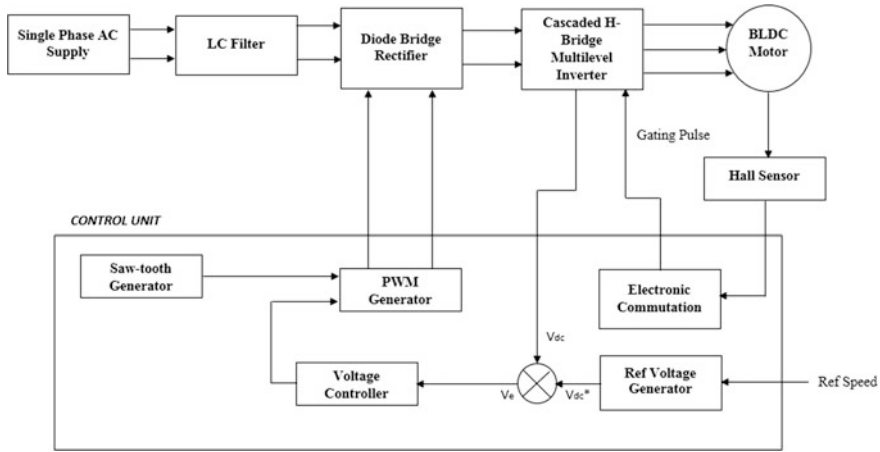 Single Phase AC
Supply
LC Filter
Diode Bridge
Rectifier
Cascaded H-
Bridge
Multilevel
Inverter
BLDC
Motor
Gating Pulse
Hall Sensor
CONTROL UNIT
Saw-tooth
Generator
PWM
Generator
Electronic
Commutation
Vdc
Voltage
Controller
Ve
Vdc*
Ref Voltage
Generator
Ref Speed